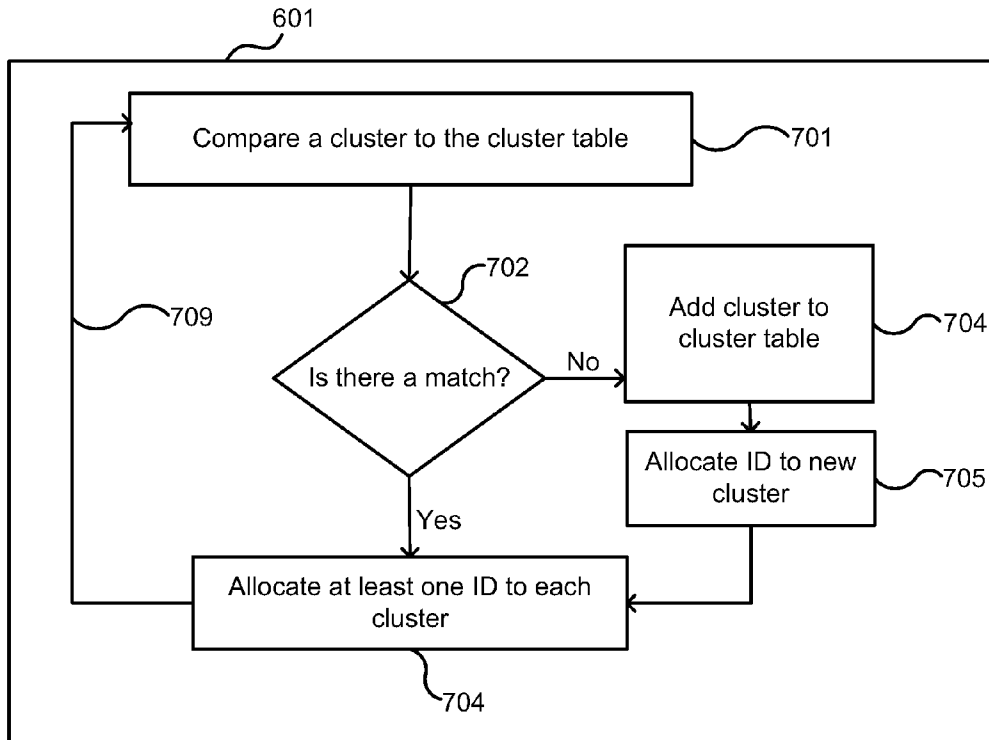 601
Compare a cluster to the cluster table
701
702
Is there a match?
No
Add cluster to
cluster table
704
709
Allocate ID to new
cluster
705
Yes
Allocate at least one ID to each
cluster
704